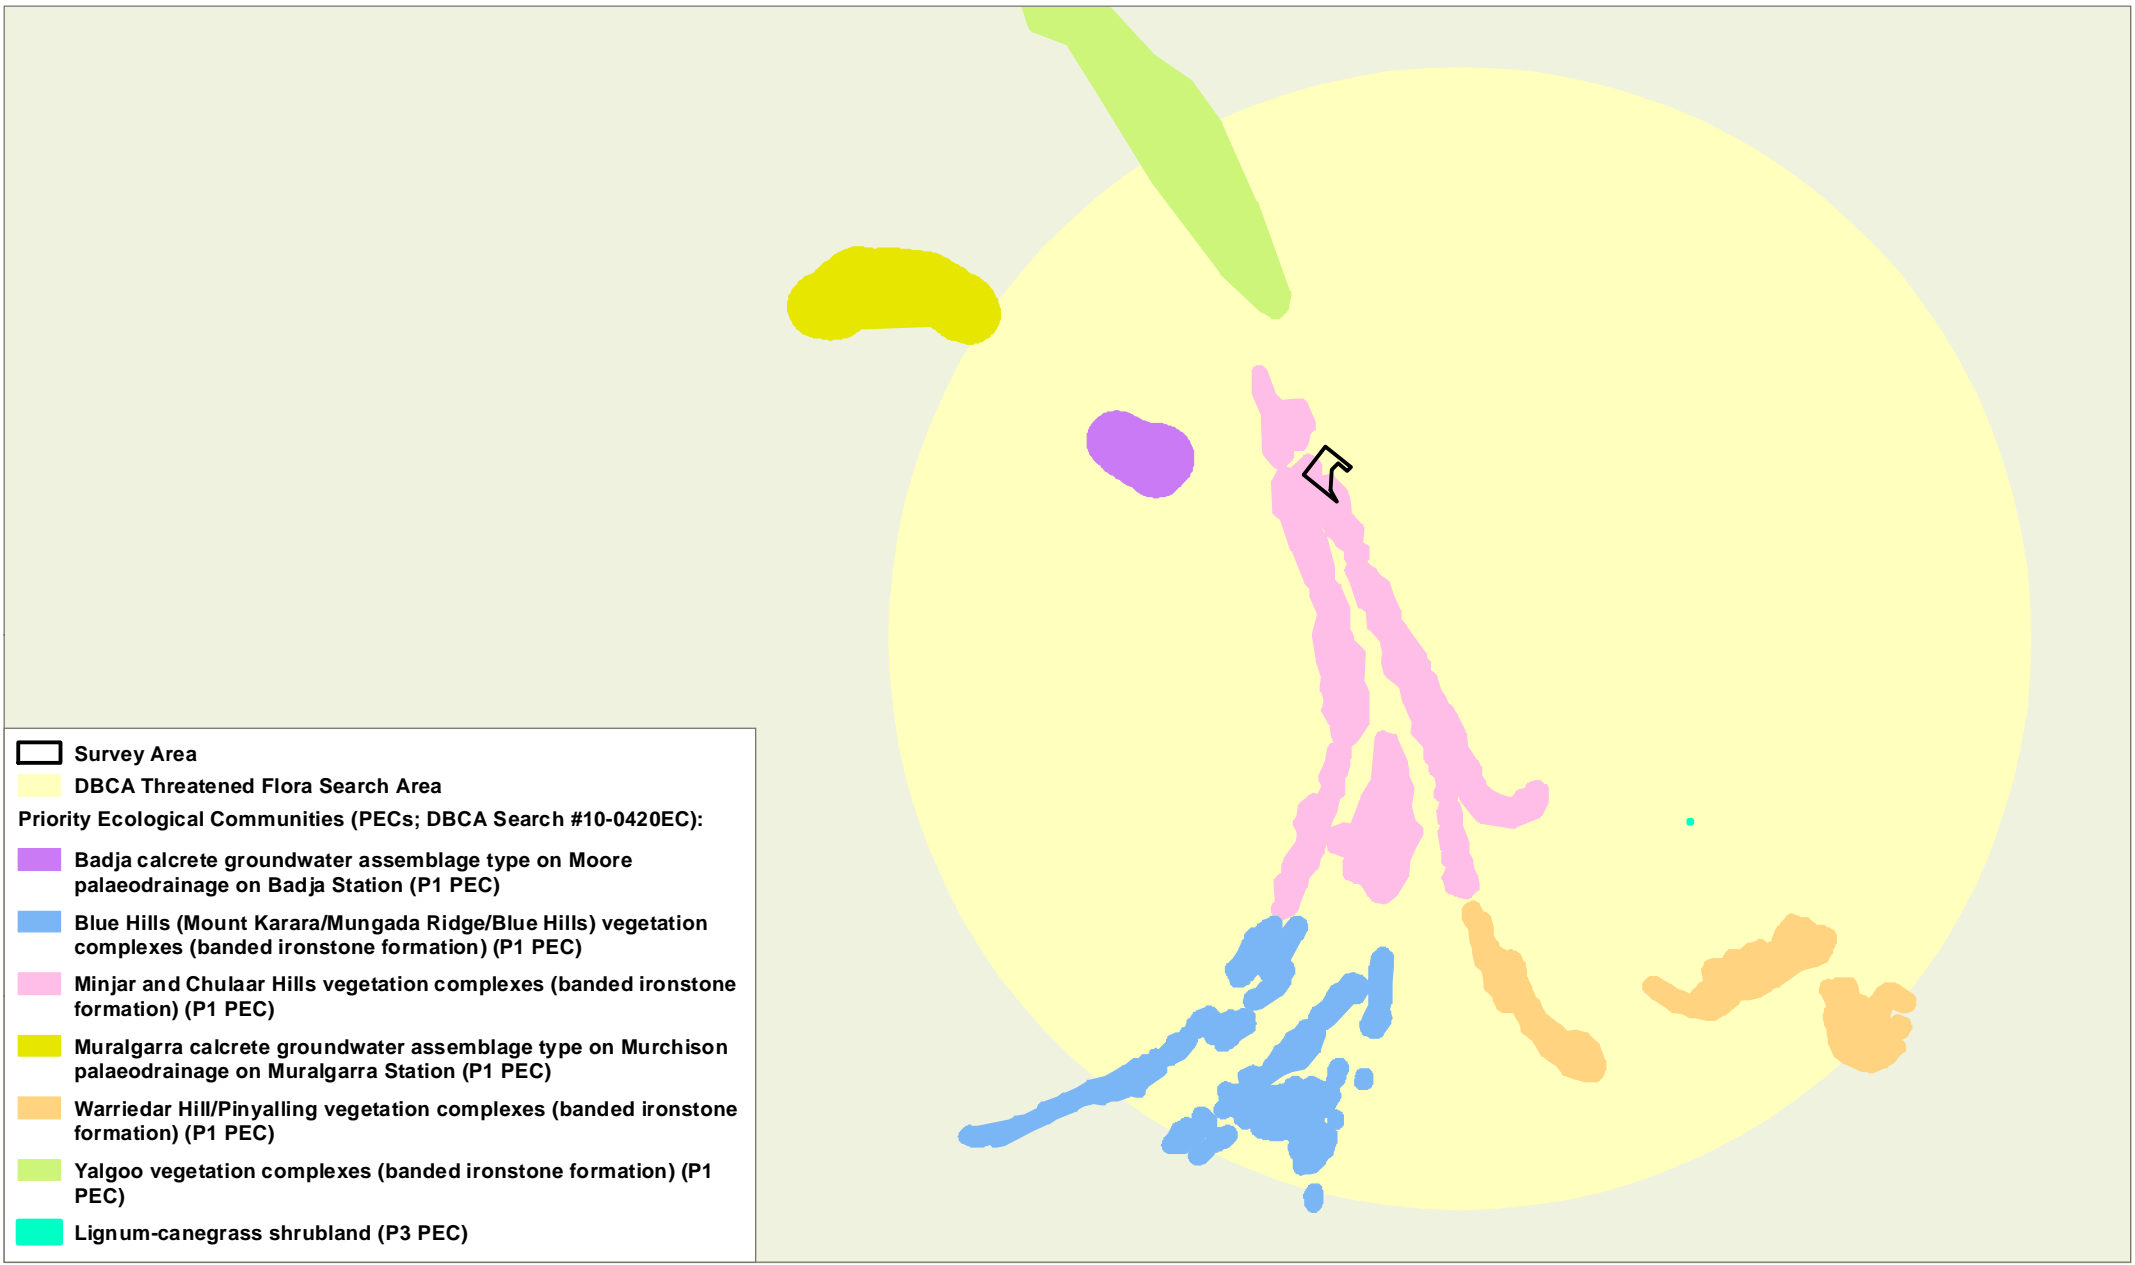 Survey Area
DBCA Threatened Flora Search Area
Priority Ecological Communities (PECs; DBCA Search #10-0420EC):
Badja calcrete groundwater assemblage type on Moore
palaeodrainage on Badja Station (P1 PEC)
Blue Hills (Mount Karara/Mungada Ridge/Blue Hills) vegetation
complexes (banded ironstone formation) (P1 PEC)
Minjar and Chulaar Hills vegetation complexes (banded ironstone
formation) (P1 PEC)
Muralgarra calcrete groundwater assemblage type on Murchison
palaeodrainage on Muralgarra Station (P1 PEC)
Warriedar Hill/Pinyalling vegetation complexes (banded ironstone
formation) (P1 PEC)
Yalgoo vegetation complexes (banded ironstone formation) (P1
PEC)
Lignum-canegrass shrubland (P3 PEC)